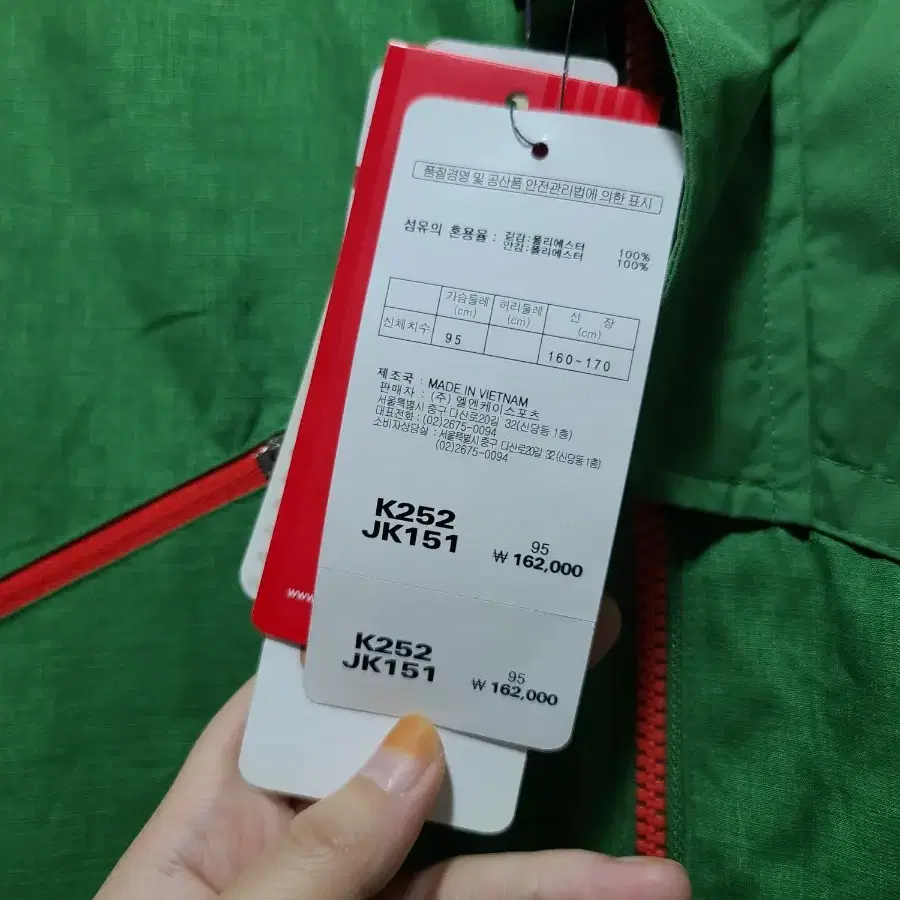 품질경영 및 공산품 안전관리법에 의한 표시
섬유의 혼용율 : 겉감:폴리에스터 100%
안감:폴리에스터 100%
가슴둘레 (cm) 허리둘레 (cm) 신 장 (cm)
신체치수 95 160-170
제조국 : MADE IN VIETNAM
판매자 : (주) 엘엔케이스포츠
서울특별시 중구 다산로20길 32(신당동 1층)
대표전화 : (02)2675-0094
소비자상담실 : 서울특별시 중구 다산로20길 32(신당동 1층)
(02)2675-0094
K252
JK151
95
₩ 162,000
www
K252
JK151
95
₩ 162,000